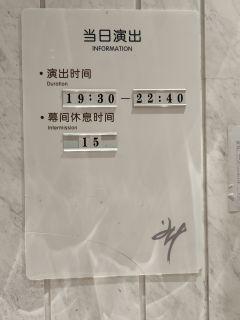 当日演出
INFORMATION
• 演出时间
Duration
19:30 — 22:40
• 幕间休息时间
Intermission
15